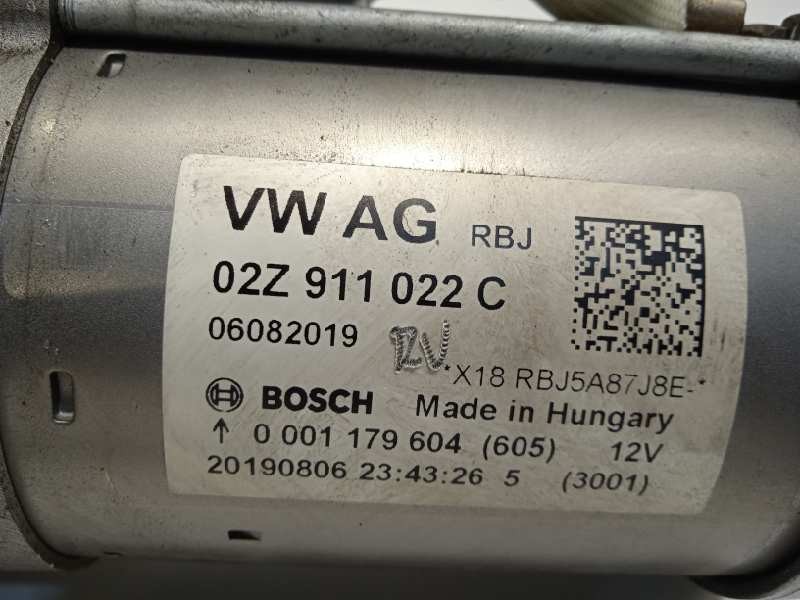 VW AG RBJ
02Z 911 022 C
06082019
*X18 RBJ5A87J8E-*
BOSCH Made in Hungary
↑ 0 001 179 604 (605) 12V
20190806 23:43:26 5 (3001)